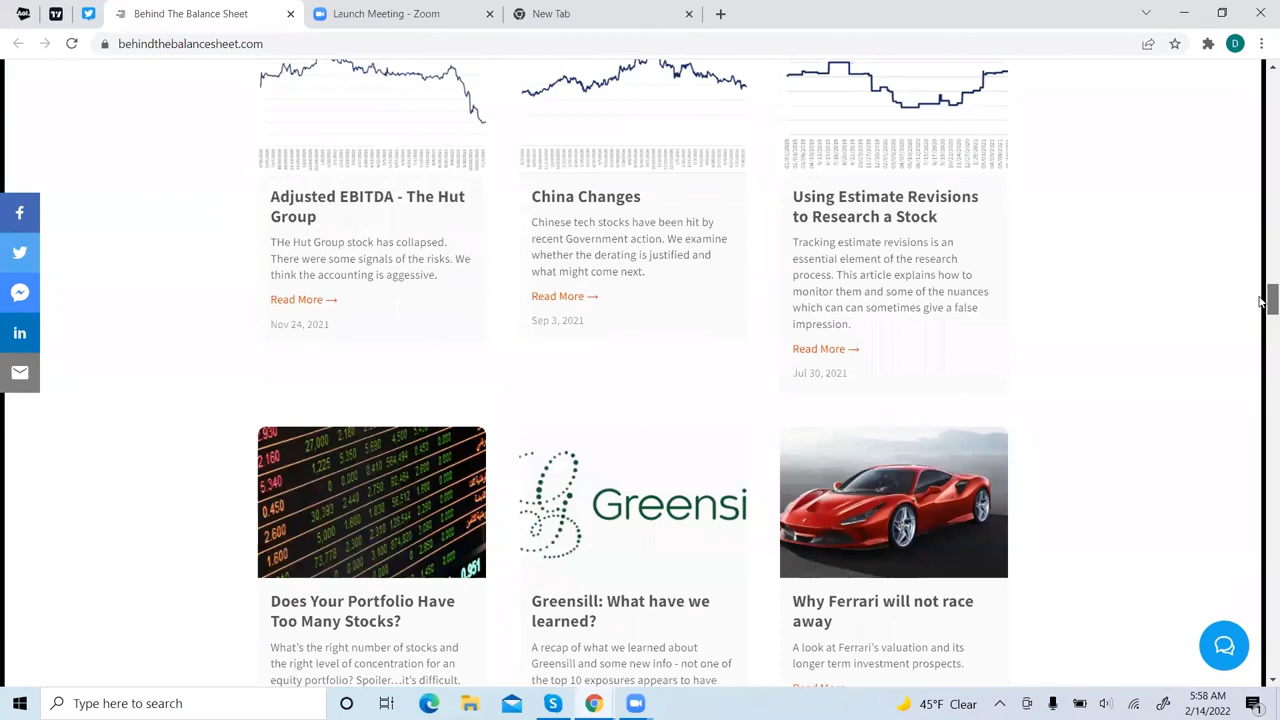 Aol.
Behind The Balance Sheet
Launch Meeting - Zoom
New Tab
behindthebalancesheet.com
D
Adjusted EBITDA - The Hut
Group
THe Hut Group stock has collapsed.
There were some signals of the risks. We
think the accounting is aggressive.
Read More →
Nov 24, 2021
China Changes
Chinese tech stocks have been hit by
recent Government action. We examine
whether the derating is justified and
what might come next.
Read More →
Sep 3, 2021
Using Estimate Revisions
to Research a Stock
Tracking estimate revisions is an
essential element of the research
process. This article explains how to
monitor them and some of the nuances
which can can sometimes give a false
impression.
Read More →
Jul 30, 2021
Greensi
Does Your Portfolio Have
Too Many Stocks?
What's the right number of stocks and
the right level of concentration for an
equity portfolio? Spoiler...it's difficult.
Greensill: What have we
learned?
A recap of what we learned about
Greensill and some new info - not one of
the top 10 exposures appears to have
Why Ferrari will not race
away
A look at Ferrari's valuation and its
longer term investment prospects.
Read More
Type here to search
45°F Clear
5:58 AM
2/14/2022